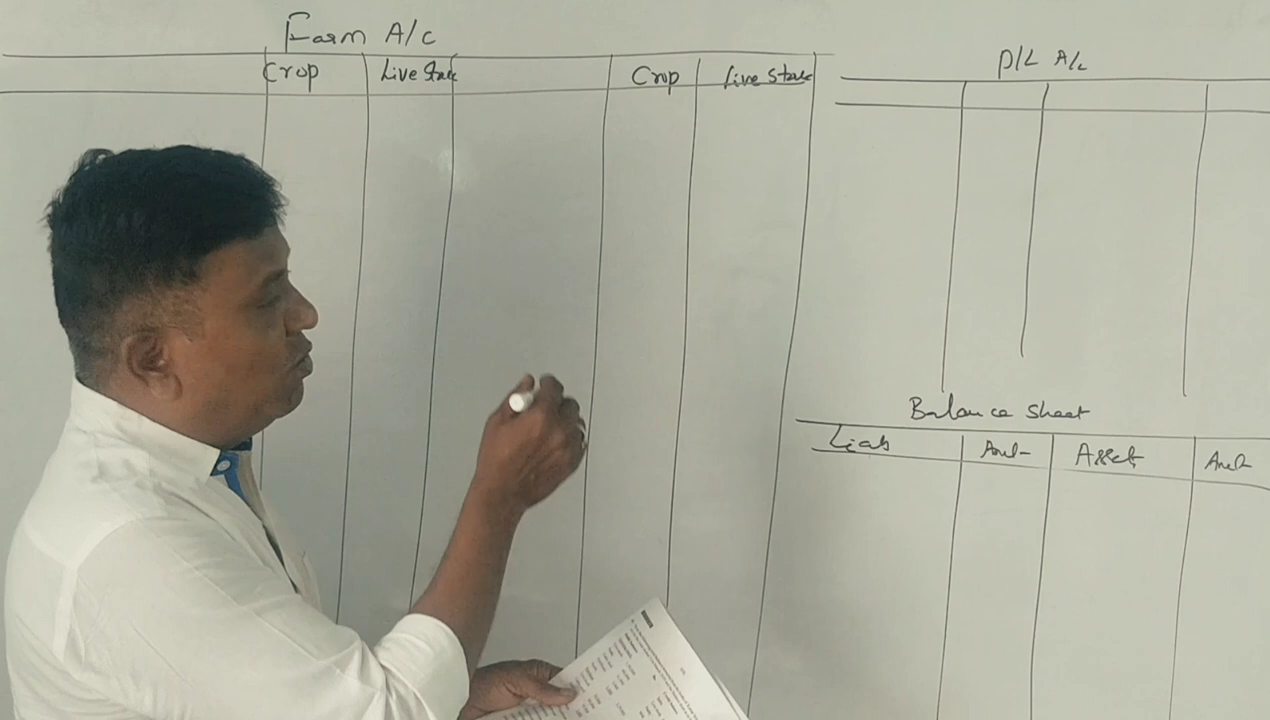 Farm A/c
Crop Live Stock Crop Live Stock
P/L A/c
Balance Sheet
Liab Amt Asset Amt